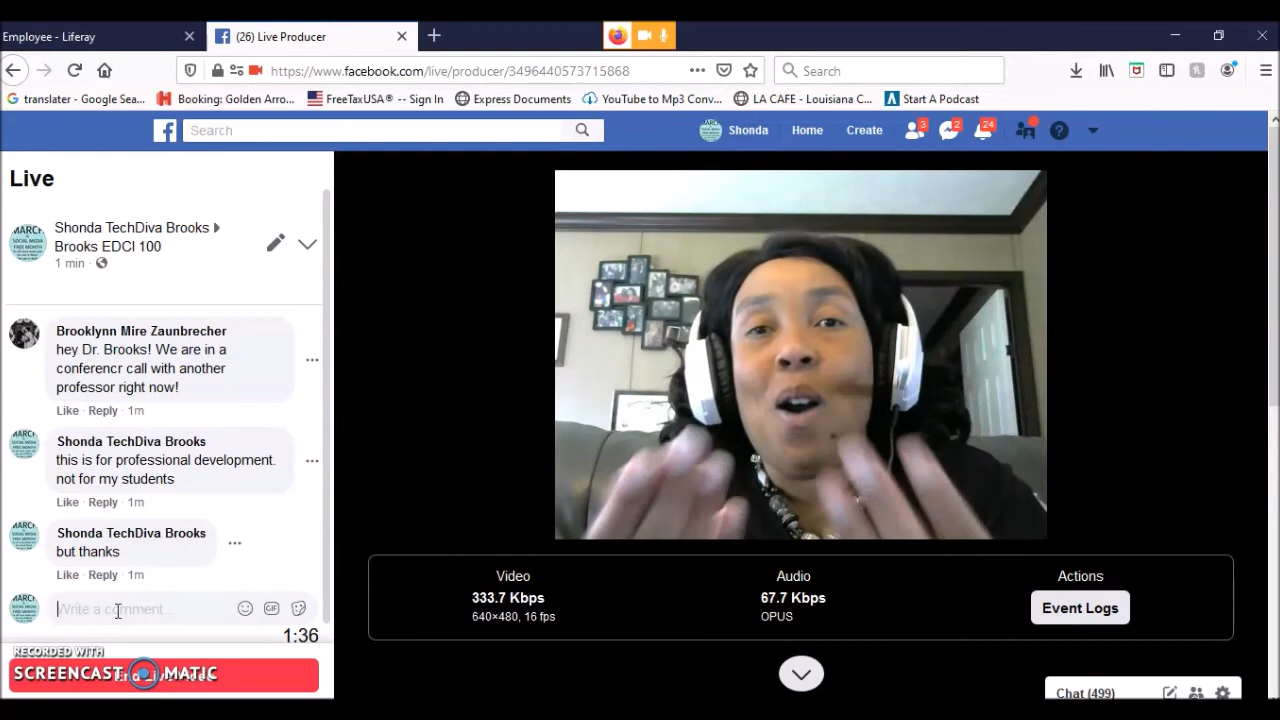 Employee - Liferay
(26) Live Producer
https://www.facebook.com/live/producer/3496440573715868
Search
translater - Google Sea...
Booking: Golden Arro...
FreeTaxUSA® -- Sign In
Express Documents
YouTube to Mp3 Conv...
LA CAFE - Louisiana C...
Start A Podcast
Search
Shonda
Home
Create
3
2
24
Live
MARCH
Shonda TechDiva Brooks
Brooks EDCI 100
1 min
Brooklynn Mire Zaunbrecher
hey Dr. Brooks! We are in a
conferencr call with another
professor right now!
Like · Reply · 1m
Shonda TechDiva Brooks
this is for professional development.
not for my students
Like · Reply · 1m
Shonda TechDiva Brooks
but thanks
Like · Reply · 1m
Write a comment...
GIF
1:36
RECORDED WITH
SCREENCAST MATIC
Video
333.7 Kbps
640×480, 16 fps
Audio
67.7 Kbps
OPUS
Actions
Event Logs
Chat (499)